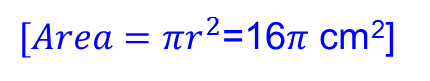 [Area = πr²=16π cm²]